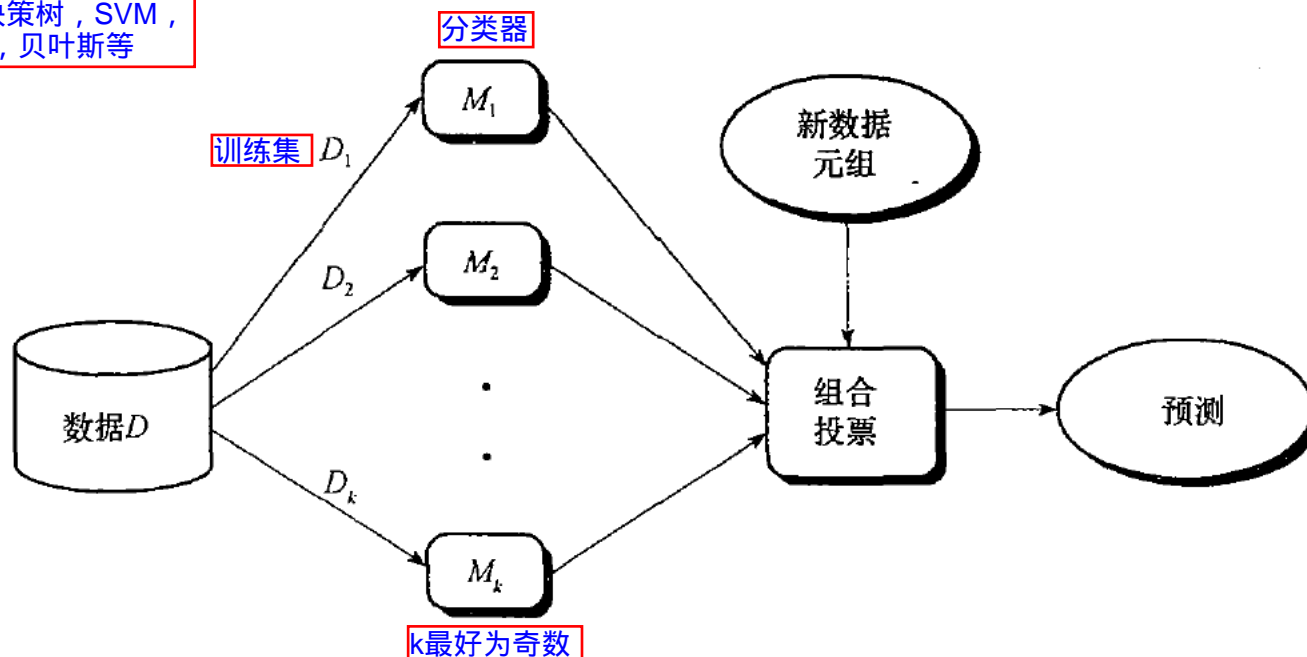 决策树，SVM，
，贝叶斯等
分类器
M₁
训练集 D₁
新数据
元组
M₂
D₂
数据D
组合
投票
预测
Dₖ
Mₖ
k最好为奇数